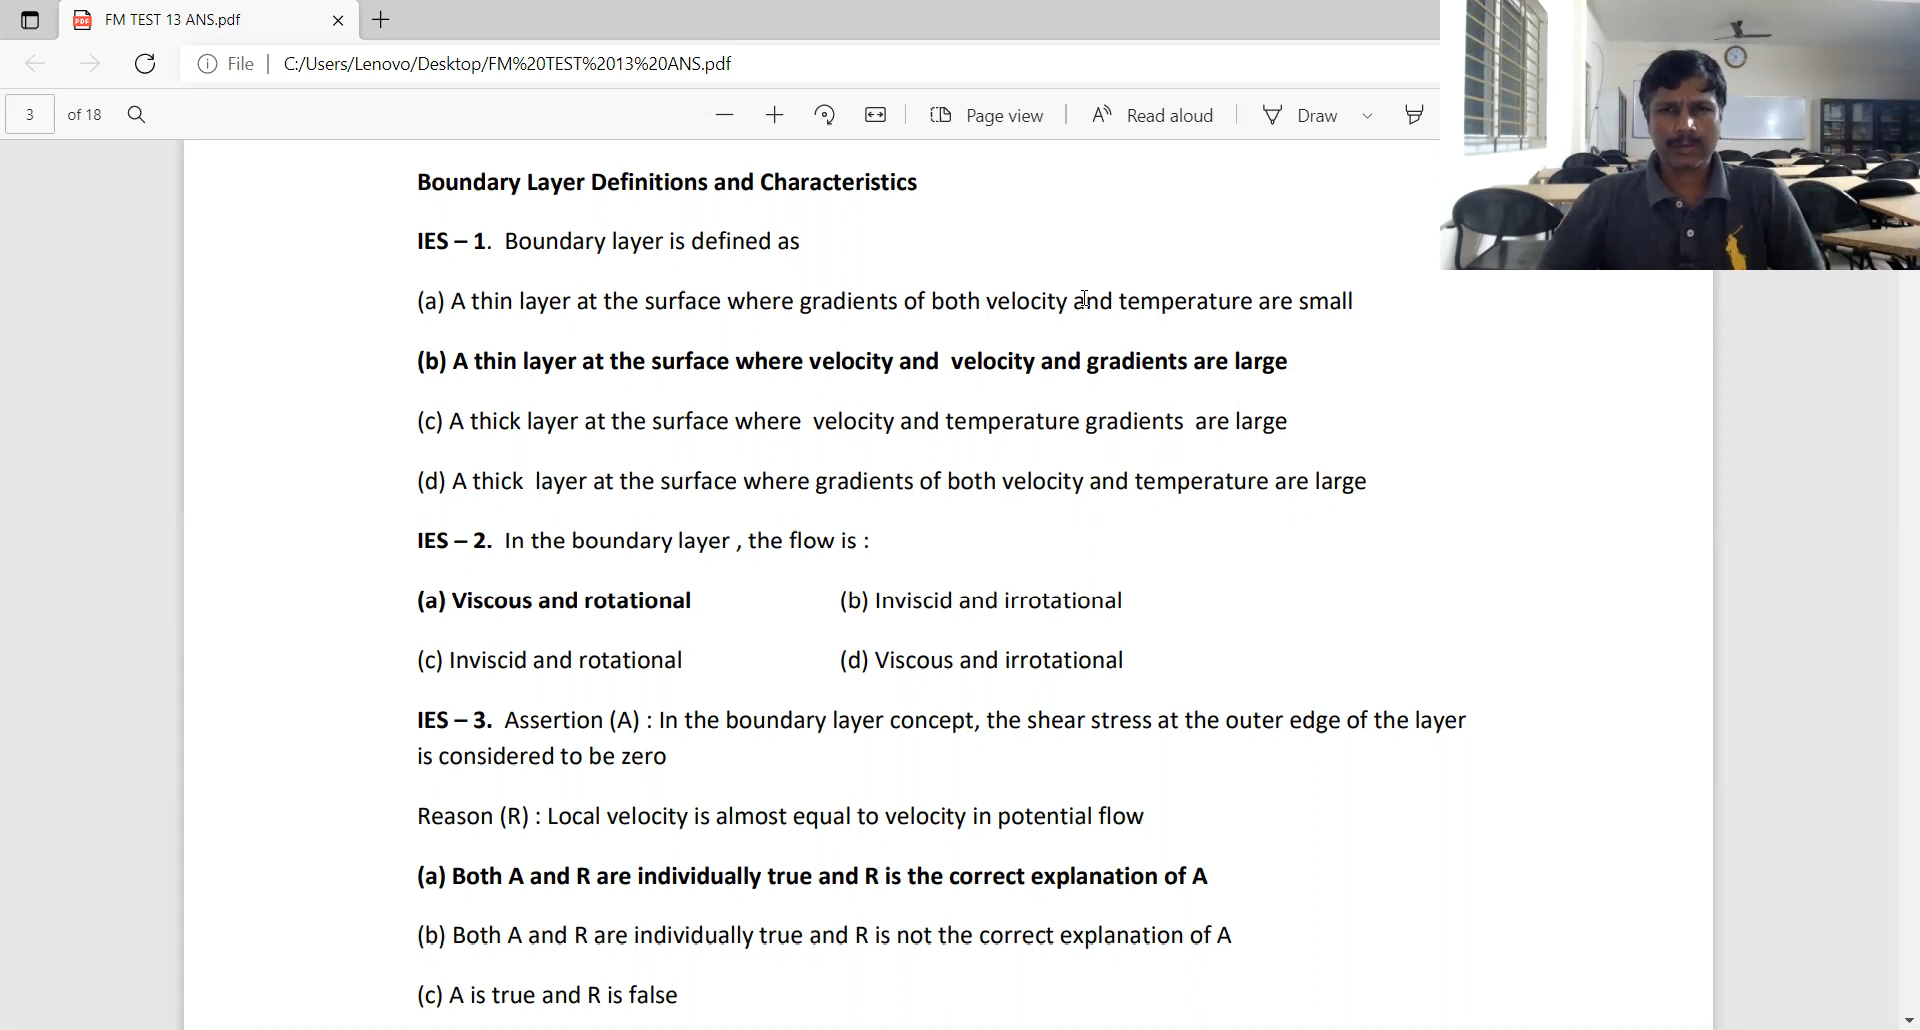 FM TEST 13 ANS.pdf
File C:/Users/Lenovo/Desktop/FM%20TEST%2013%20ANS.pdf
3 of 18 Page view Read aloud Draw
Boundary Layer Definitions and Characteristics
IES – 1. Boundary layer is defined as
(a) A thin layer at the surface where gradients of both velocity and temperature are small
(b) A thin layer at the surface where velocity and velocity and gradients are large
(c) A thick layer at the surface where velocity and temperature gradients are large
(d) A thick layer at the surface where gradients of both velocity and temperature are large
IES – 2. In the boundary layer , the flow is :
(a) Viscous and rotational (b) Inviscid and irrotational
(c) Inviscid and rotational (d) Viscous and irrotational
IES – 3. Assertion (A) : In the boundary layer concept, the shear stress at the outer edge of the layer
is considered to be zero
Reason (R) : Local velocity is almost equal to velocity in potential flow
(a) Both A and R are individually true and R is the correct explanation of A
(b) Both A and R are individually true and R is not the correct explanation of A
(c) A is true and R is false